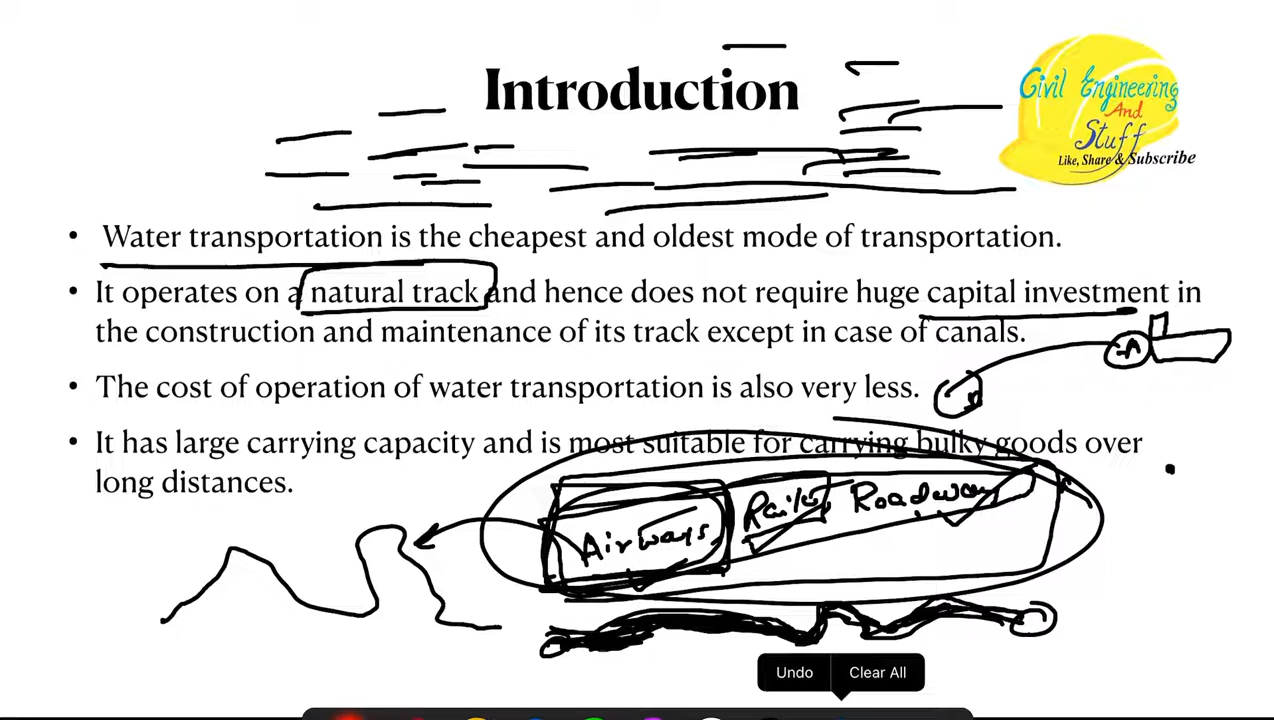 Introduction
Civil Engineering
And
Stuff
Like, Share & Subscribe
• Water transportation is the cheapest and oldest mode of transportation.
• It operates on a natural track and hence does not require huge capital investment in
the construction and maintenance of its track except in case of canals.
• The cost of operation of water transportation is also very less.
• It has large carrying capacity and is most suitable for carrying bulky goods over
long distances.
Airways Roadway
Undo Clear All